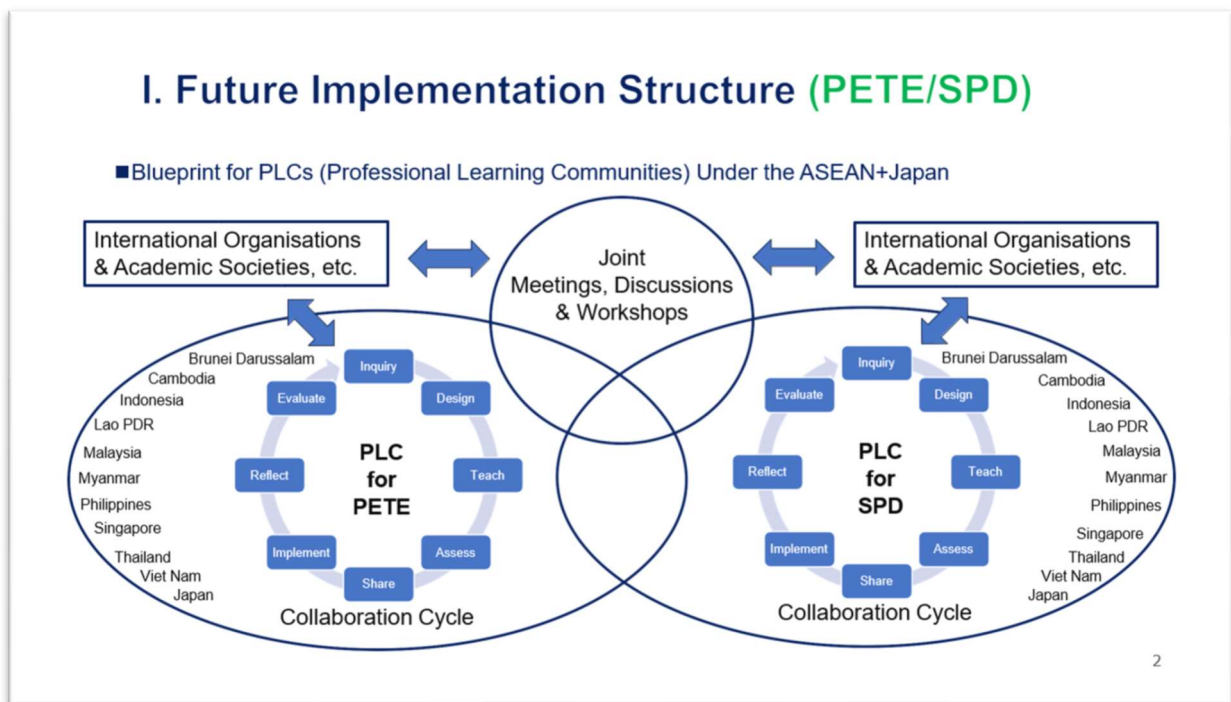 I. Future Implementation Structure (PETE/SPD)
■Blueprint for PLCs (Professional Learning Communities) Under the ASEAN+Japan
International Organisations
& Academic Societies, etc.
Joint
Meetings, Discussions
& Workshops
International Organisations
& Academic Societies, etc.
Brunei Darussalam
Cambodia
Indonesia
Lao PDR
Malaysia
Myanmar
Philippines
Singapore
Thailand
Viet Nam
Japan
Inquiry
Design
Teach
Assess
Share
Implement
Reflect
Evaluate
PLC
for
PETE
Collaboration Cycle
Inquiry
Design
Teach
Assess
Share
Implement
Reflect
Evaluate
PLC
for
SPD
Collaboration Cycle
Brunei Darussalam
Cambodia
Indonesia
Lao PDR
Malaysia
Myanmar
Philippines
Singapore
Thailand
Viet Nam
Japan
2